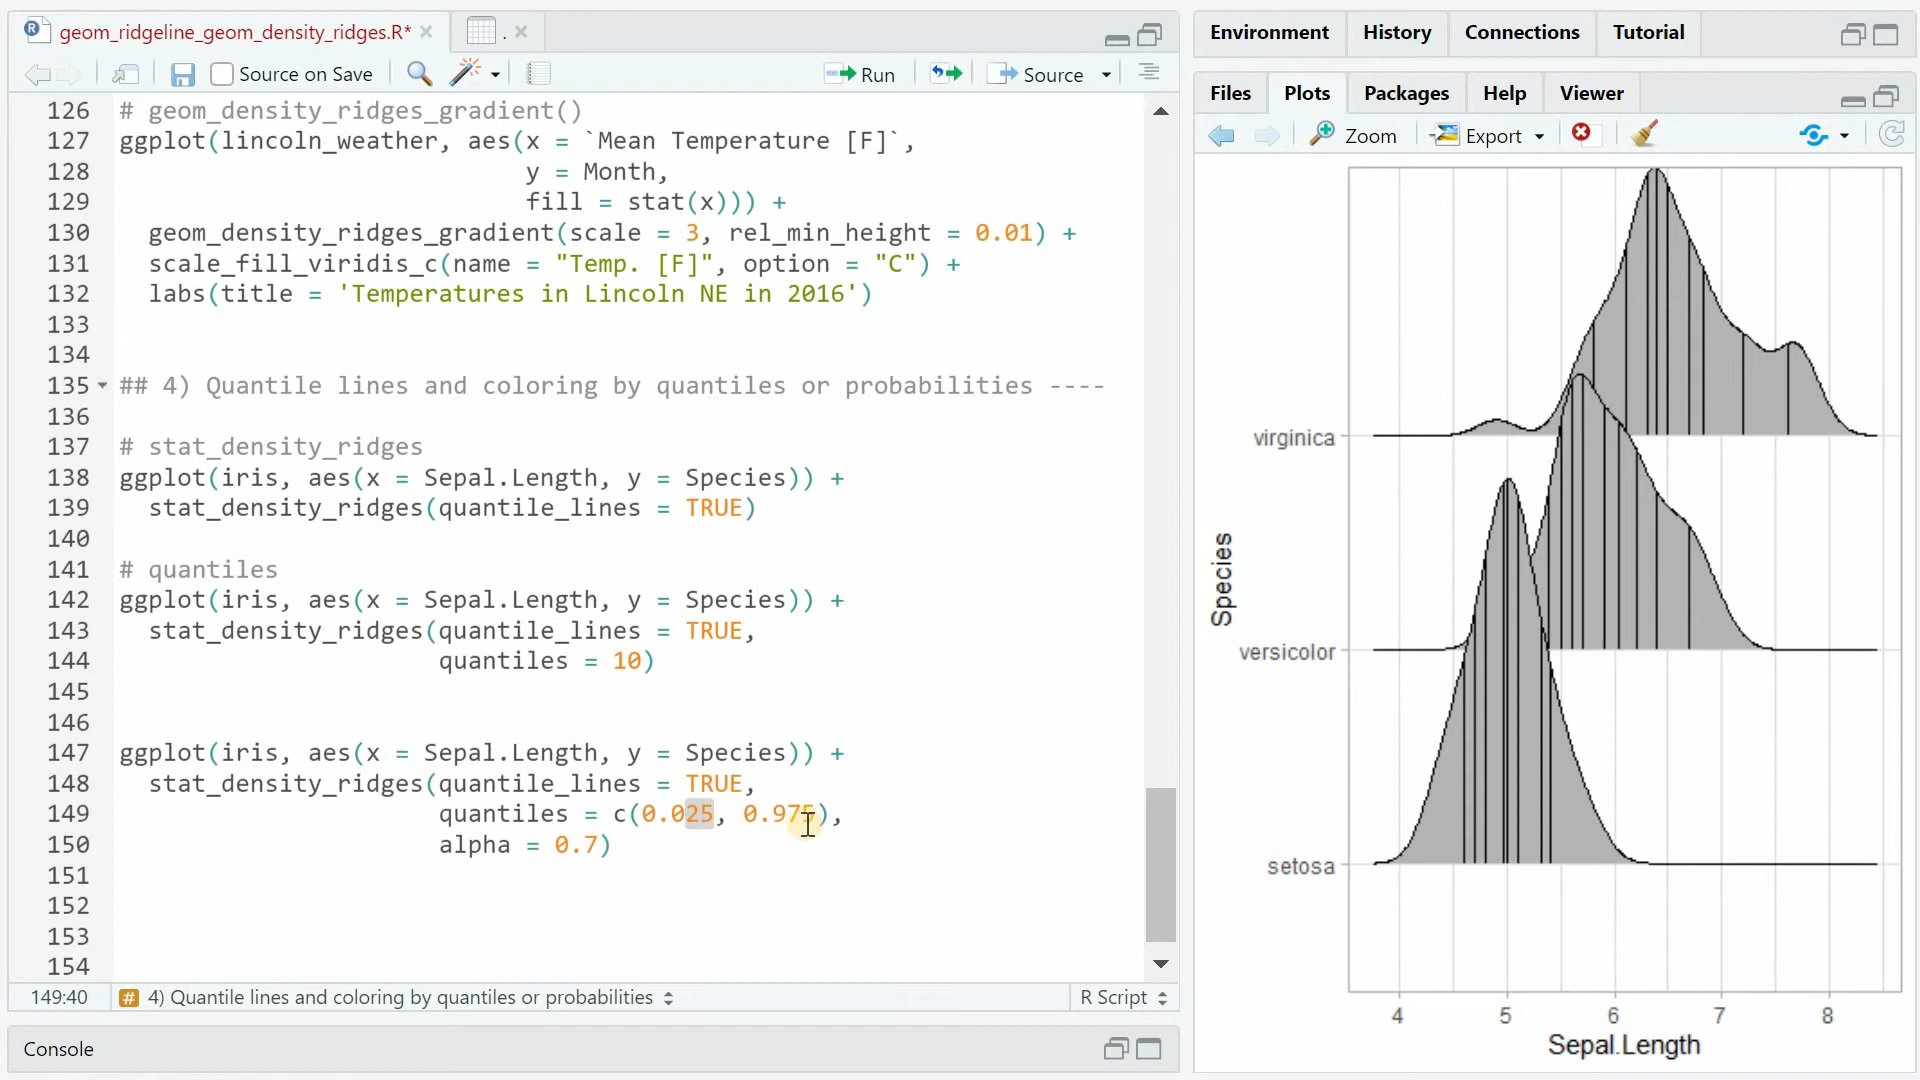 geom_ridgeline_geom_density_ridges.R*
.
Source on Save
Run
Source
126 # geom_density_ridges_gradient()
127 ggplot(lincoln_weather, aes(x = `Mean Temperature [F]`,
128 y = Month,
129 fill = stat(x))) +
130 geom_density_ridges_gradient(scale = 3, rel_min_height = 0.01) +
131 scale_fill_viridis_c(name = "Temp. [F]", option = "C") +
132 labs(title = 'Temperatures in Lincoln NE in 2016')
133
134
135 ## 4) Quantile lines and coloring by quantiles or probabilities ----
136
137 # stat_density_ridges
138 ggplot(iris, aes(x = Sepal.Length, y = Species)) +
139 stat_density_ridges(quantile_lines = TRUE)
140
141 # quantiles
142 ggplot(iris, aes(x = Sepal.Length, y = Species)) +
143 stat_density_ridges(quantile_lines = TRUE,
144 quantiles = 10)
145
146
147 ggplot(iris, aes(x = Sepal.Length, y = Species)) +
148 stat_density_ridges(quantile_lines = TRUE,
149 quantiles = c(0.025, 0.975),
150 alpha = 0.7)
151
152
153
154
149:40
# 4) Quantile lines and coloring by quantiles or probabilities
R Script
Console
Environment History Connections Tutorial
Files Plots Packages Help Viewer
Zoom Export
virginica
versicolor
setosa
Species
4 5 6 7 8
Sepal.Length